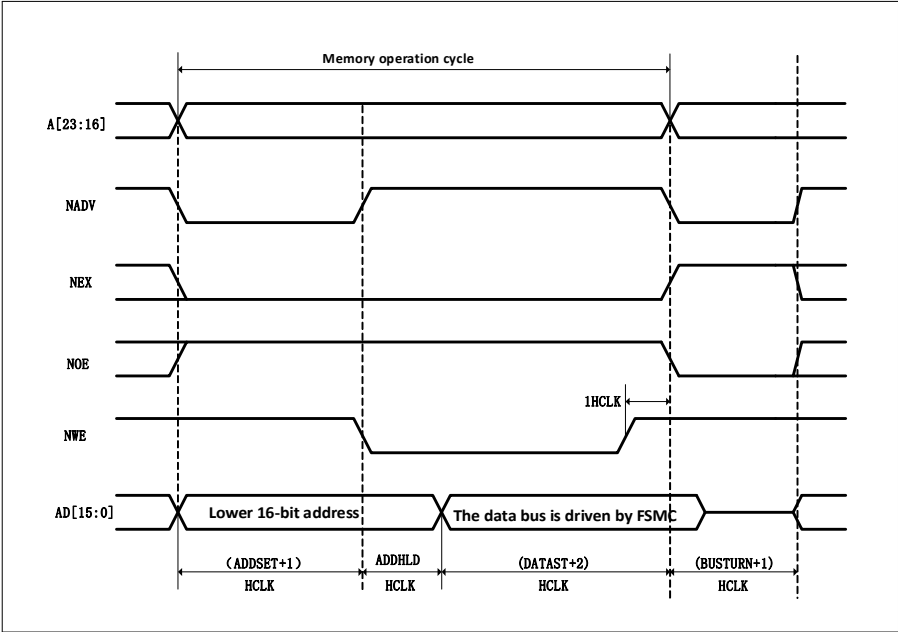 Memory operation cycle
A[23:16]
NADV
NEX
NOE
1HCLK
NWE
AD[15:0]
Lower 16-bit address
The data bus is driven by FSMC
(ADDSET+1)
ADDHLD
(DATAST+2)
(BUSTURN+1)
HCLK
HCLK
HCLK
HCLK